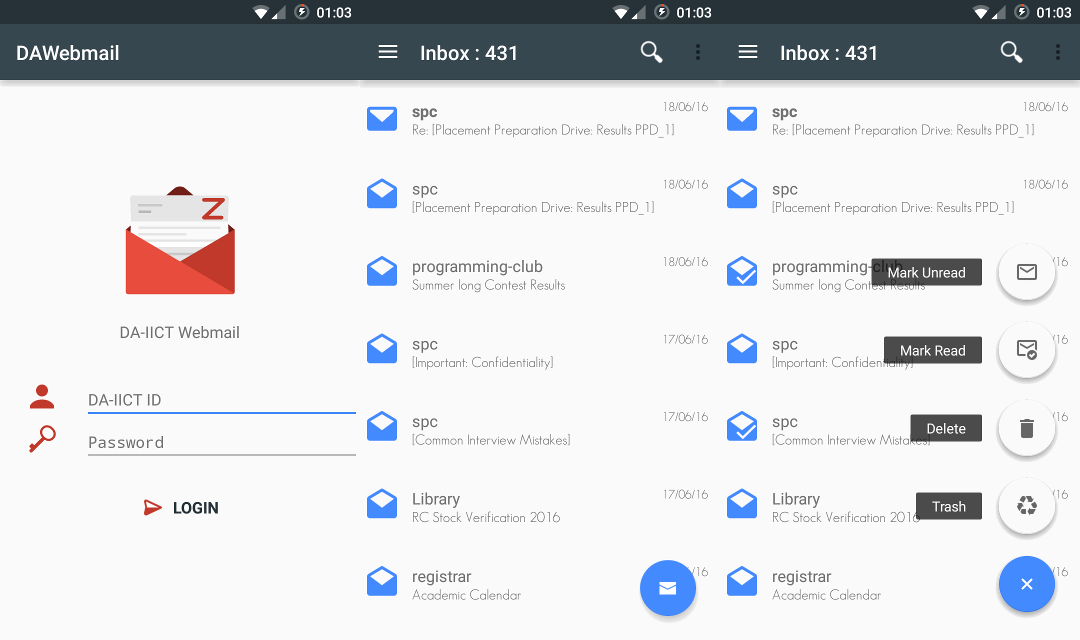 01:03
DAWebmail
Z
DA-IICT Webmail
DA-IICT ID
Password
LOGIN
01:03
Inbox : 431
spc
18/06/16
Re: [Placement Preparation Drive: Results PPD_1]
spc
18/06/16
[Placement Preparation Drive: Results PPD_1]
programming-club
18/06/16
Summer long Contest Results
spc
17/06/16
[Important: Confidentiality]
spc
17/06/16
[Common Interview Mistakes]
Library
17/06/16
RC Stock Verification 2016
registrar
/16
Academic Calendar
01:03
Inbox : 431
spc
18/06/16
Re: [Placement Preparation Drive: Results PPD_1]
spc
18/06/16
[Placement Preparation Drive: Results PPD_1]
programming-club
Mark Unread
Summer long Contest Results
spc
/16
Mark Read
[Important: Confidentiality]
spc
/16
Delete
[Common Interview Mistakes]
Library
/16
Trash
RC Stock Verification 2016
registrar
/16
Academic Calendar